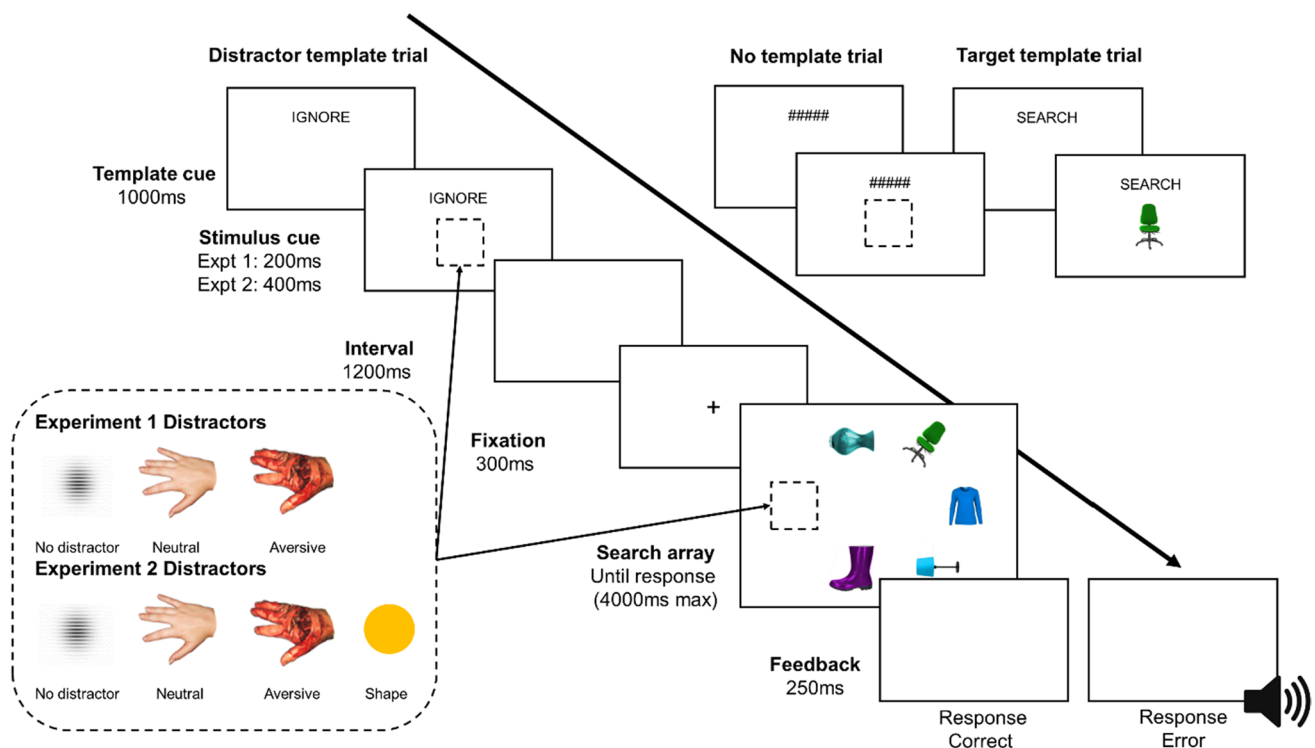 Distractor template trial
No template trial
Target template trial
IGNORE
#####
SEARCH
Template cue
1000ms
IGNORE
#####
SEARCH
Stimulus cue
Expt 1: 200ms
Expt 2: 400ms
Interval
1200ms
Fixation
300ms
+
Experiment 1 Distractors
No distractor
Neutral
Aversive
Experiment 2 Distractors
No distractor
Neutral
Aversive
Shape
Search array
Until response
(4000ms max)
Feedback
250ms
Response
Correct
Response
Error